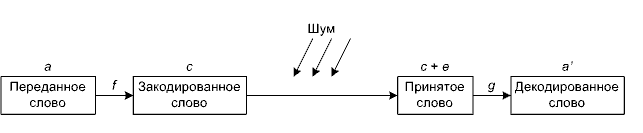 Шум
a
c
c + e
a'
Переданное
слово
f
Закодированное
слово
Принятое
слово
g
Декодированное
слово